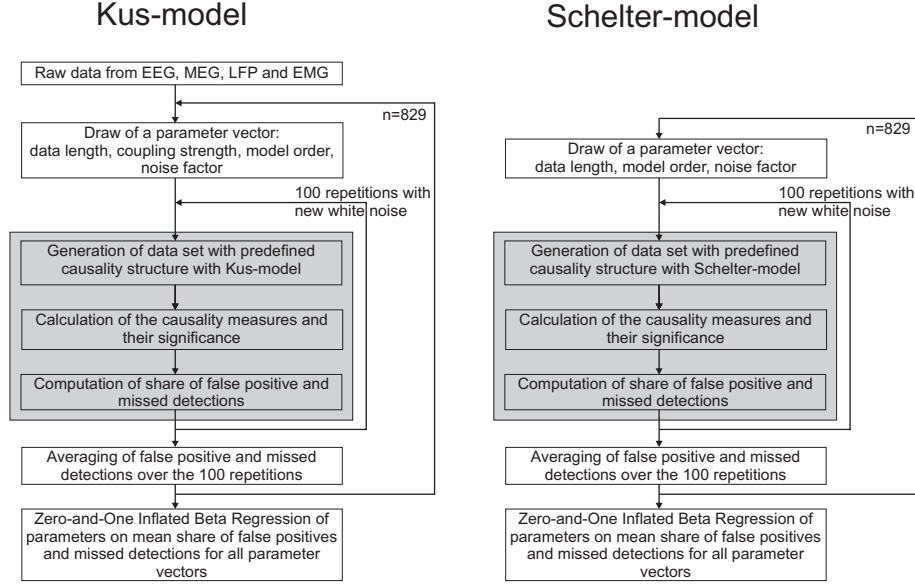 Kus-model
Raw data from EEG, MEG, LFP and EMG
n=829
Draw of a parameter vector:
data length, coupling strength, model order,
noise factor
100 repetitions with
new white noise
Generation of data set with predefined
causality structure with Kus-model
Calculation of the causality measures and
their significance
Computation of share of false positive and
missed detections
Averaging of false positive and missed
detections over the 100 repetitions
Zero-and-One Inflated Beta Regression of
parameters on mean share of false positives
and missed detections for all parameter
vectors
Schelter-model
n=829
Draw of a parameter vector:
data length, model order, noise factor
100 repetitions with
new white noise
Generation of data set with predefined
causality structure with Schelter-model
Calculation of the causality measures and
their significance
Computation of share of false positive and
missed detections
Averaging of false positive and missed
detections over the 100 repetitions
Zero-and-One Inflated Beta Regression of
parameters on mean share of false positives
and missed detections for all parameter
vectors